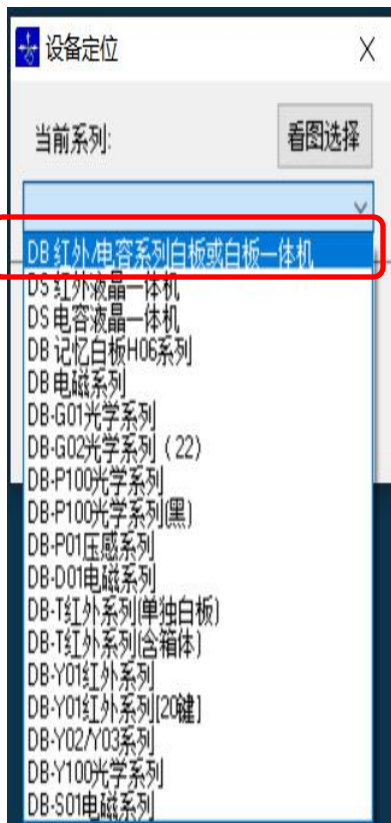 设备定位
当前系列:
看图选择
DB 红外/电容系列白板或白板一体机
DS 红外液晶一体机
DS 电容液晶一体机
DB 记忆白板H06系列
DB 电磁系列
DB-G01光学系列
DB-G02光学系列（22）
DB-P100光学系列
DB-P100光学系列(黑)
DB-P01压感系列
DB-D01电磁系列
DB-T红外系列(单独白板)
DB-T红外系列(含箱体)
DB-Y01红外系列
DB-Y01红外系列[20键]
DB-Y02/Y03系列
DB-Y100光学系列
DB-S01电磁系列